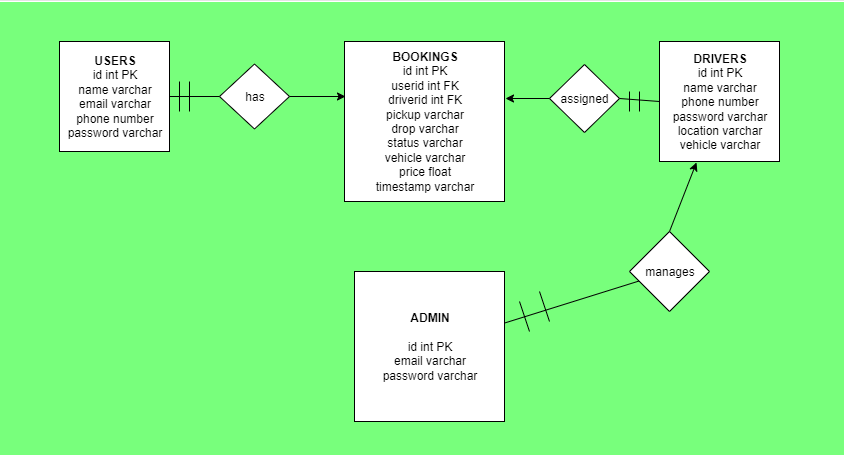 USERS
id int PK
name varchar
email varchar
phone number
password varchar
has
BOOKINGS
id int PK
userid int FK
driverid int FK
pickup varchar
drop varchar
status varchar
vehicle varchar
price float
timestamp varchar
assigned
DRIVERS
id int PK
name varchar
phone number
password varchar
location varchar
vehicle varchar
manages
ADMIN
id int PK
email varchar
password varchar